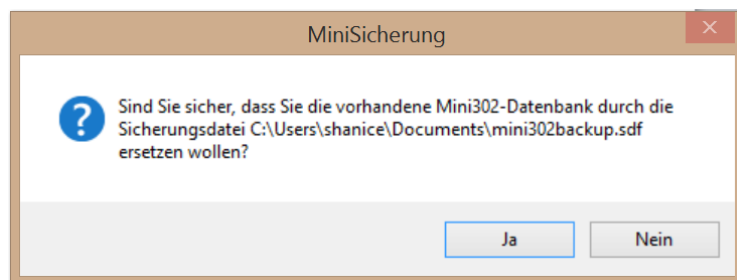 MiniSicherung
Sind Sie sicher, dass Sie die vorhandene Mini302-Datenbank durch die
Sicherungsdatei C:\Users\shanice\Documents\mini302backup.sdf
ersetzen wollen?
Ja
Nein